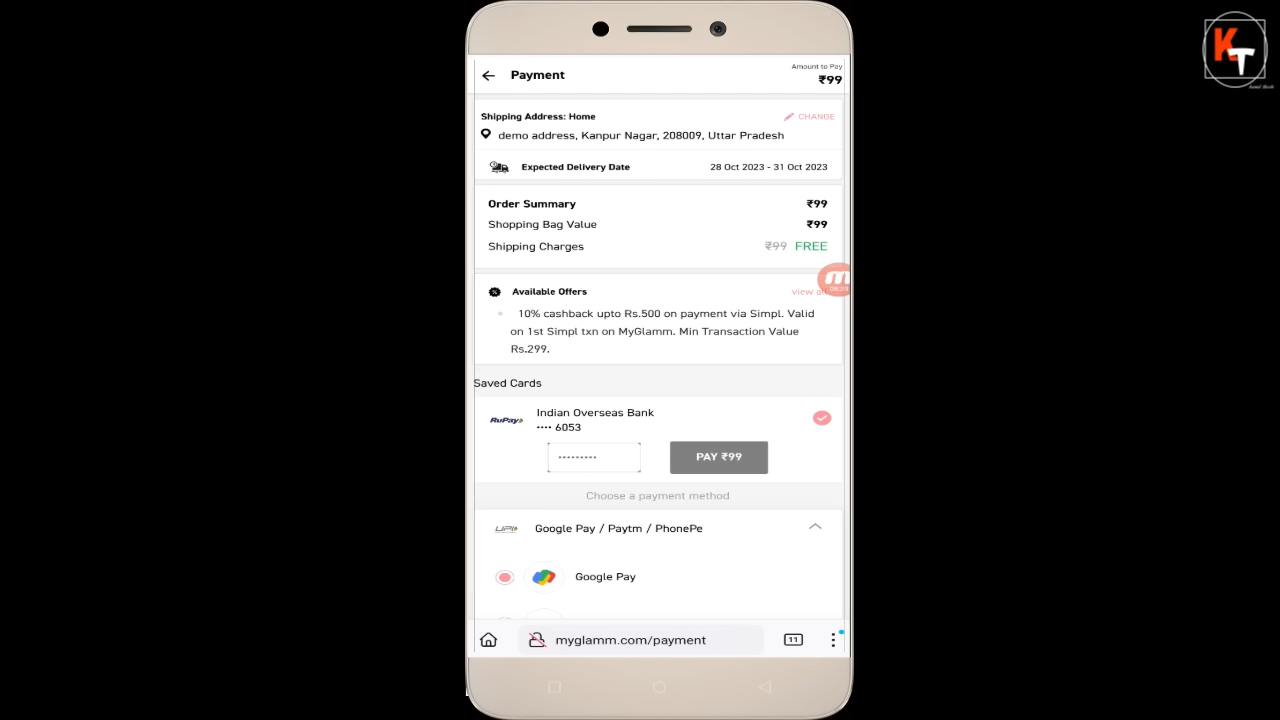 KT
Payment
Amount to Pay
₹99
Shipping Address: Home
CHANGE
demo address, Kanpur Nagar, 208009, Uttar Pradesh
Expected Delivery Date
28 Oct 2023 - 31 Oct 2023
Order Summary
₹99
Shopping Bag Value
₹99
Shipping Charges
₹99 FREE
Available Offers
view
10% cashback upto Rs.500 on payment via Simpl. Valid
on 1st Simpl txn on MyGlamm. Min Transaction Value
Rs.299.
Saved Cards
RuPay
Indian Overseas Bank
•••• 6053
PAY ₹99
Choose a payment method
UPI
Google Pay / Paytm / PhonePe
Google Pay
myglamm.com/payment
11